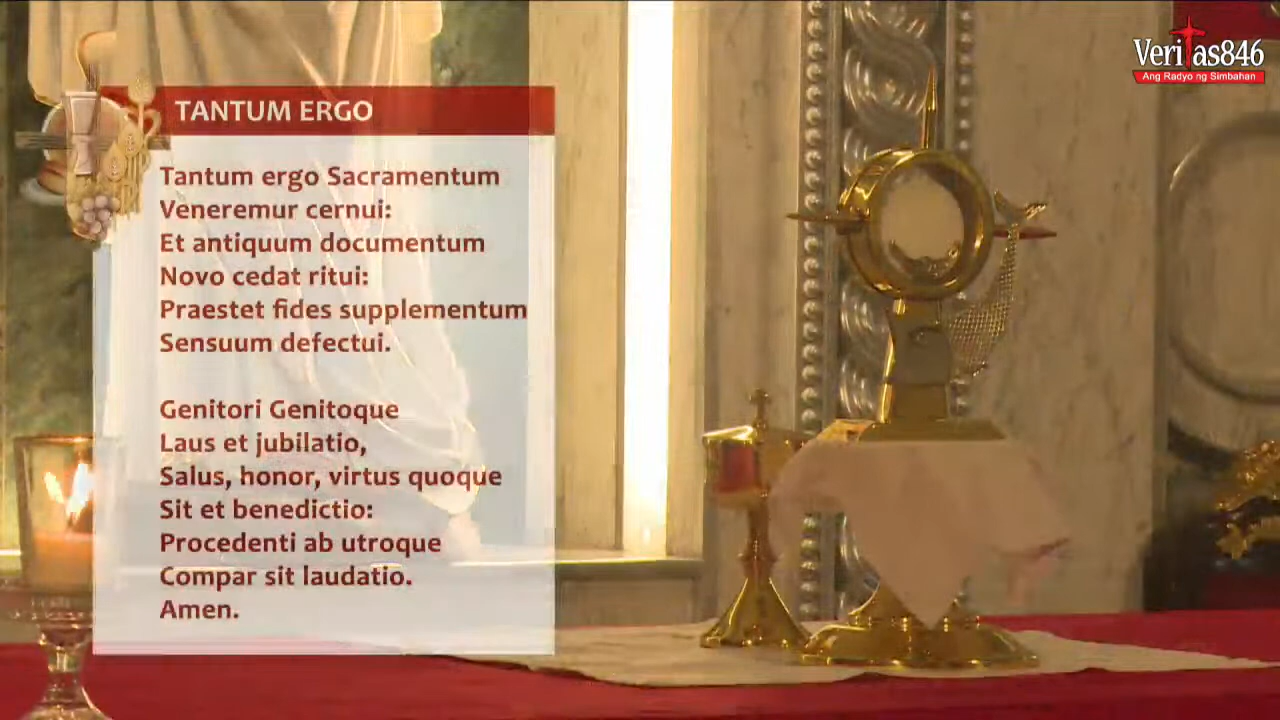 Veritas846
Ang Radyo ng Simbahan
TANTUM ERGO
Tantum ergo Sacramentum
Veneremur cernui:
Et antiquum documentum
Novo cedat ritui:
Praestet fides supplementum
Sensuum defectui.
Genitori Genitoque
Laus et jubilatio,
Salus, honor, virtus quoque
Sit et benedictio:
Procedenti ab utroque
Compar sit laudatio.
Amen.